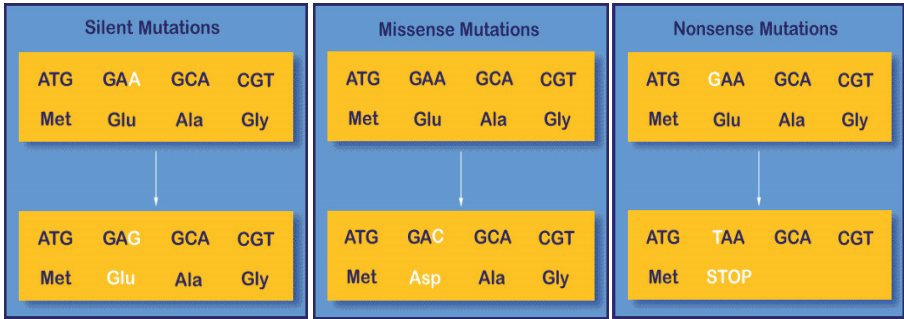 Silent Mutations
ATG GAA GCA CGT
Met Glu Ala Gly
ATG GAG GCA CGT
Met Glu Ala Gly
Missense Mutations
ATG GAA GCA CGT
Met Glu Ala Gly
ATG GAC GCA CGT
Met Asp Ala Gly
Nonsense Mutations
ATG GAA GCA CGT
Met Glu Ala Gly
ATG TAA GCA CGT
Met STOP